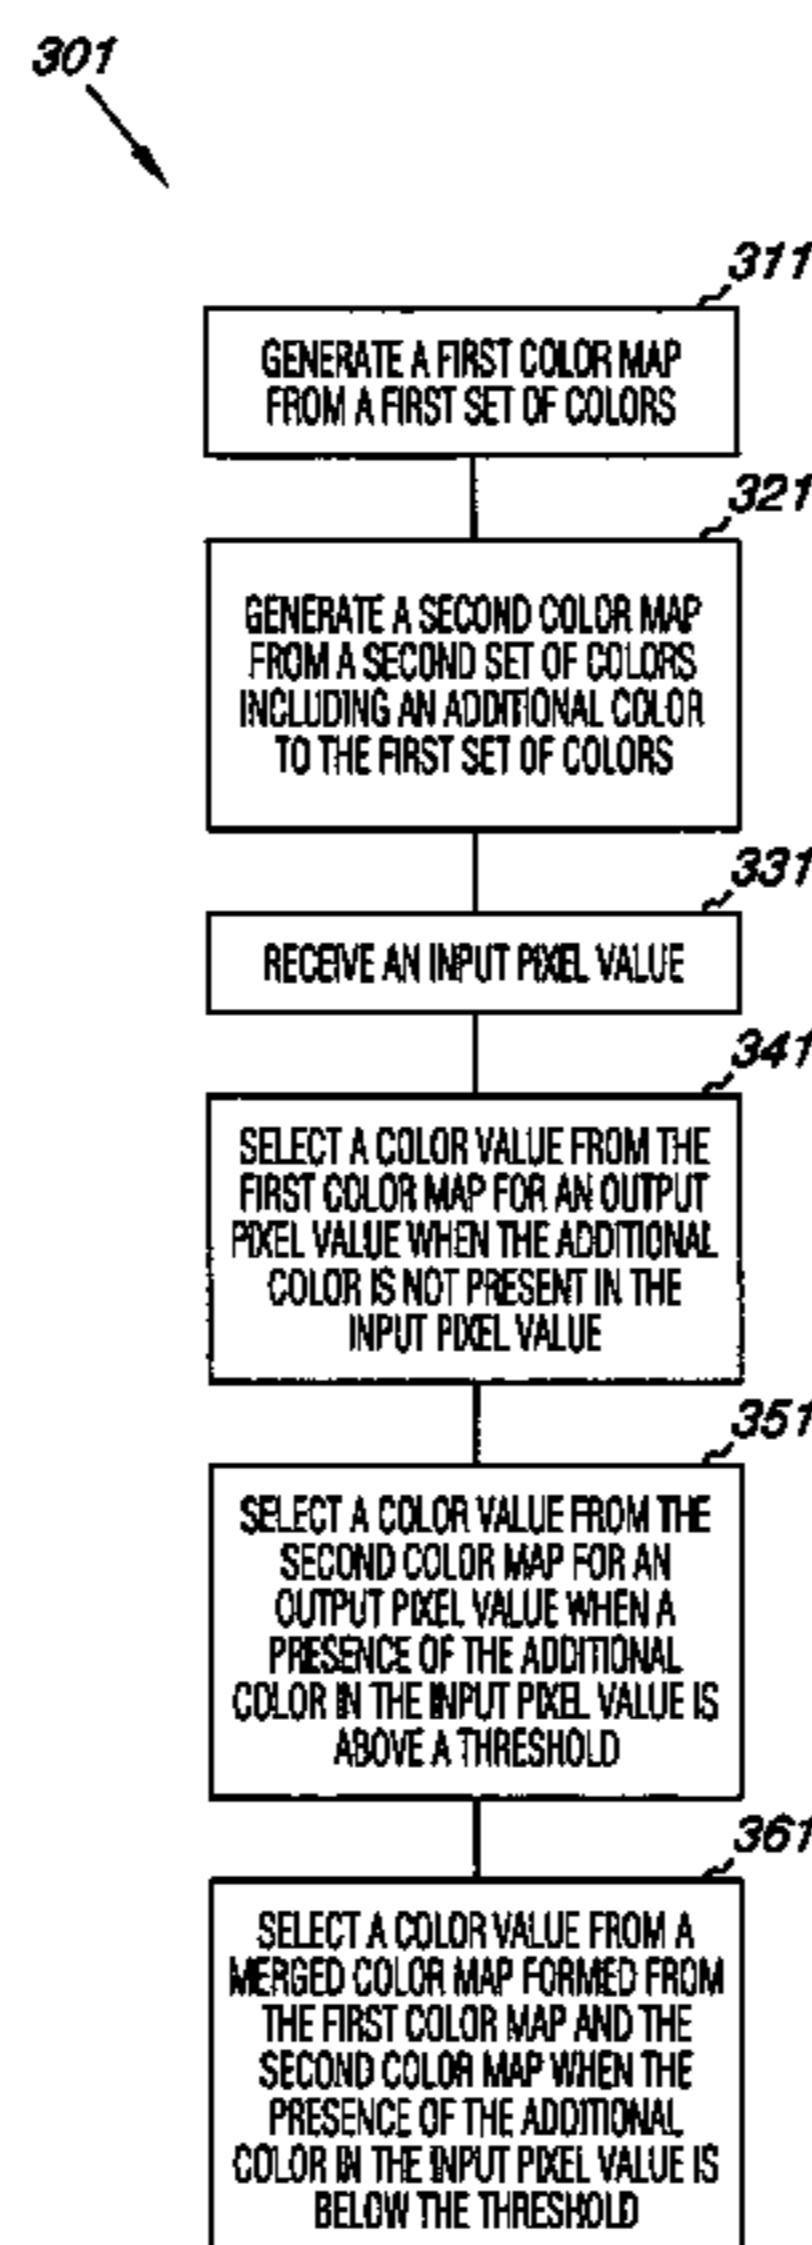 301
311
GENERATE A FIRST COLOR MAP
FROM A FIRST SET OF COLORS
321
GENERATE A SECOND COLOR MAP
FROM A SECOND SET OF COLORS
INCLUDING AN ADDITIONAL COLOR
TO THE FIRST SET OF COLORS
331
RECEIVE AN INPUT PIXEL VALUE
341
SELECT A COLOR VALUE FROM THE
FIRST COLOR MAP FOR AN OUTPUT
PIXEL VALUE WHEN THE ADDITIONAL
COLOR IS NOT PRESENT IN THE
INPUT PIXEL VALUE
351
SELECT A COLOR VALUE FROM THE
SECOND COLOR MAP FOR AN
OUTPUT PIXEL VALUE WHEN A
PRESENCE OF THE ADDITIONAL
COLOR IN THE INPUT PIXEL VALUE IS
ABOVE A THRESHOLD
361
SELECT A COLOR VALUE FROM A
MERGED COLOR MAP FORMED FROM
THE FIRST COLOR MAP AND THE
SECOND COLOR MAP WHEN THE
PRESENCE OF THE ADDITIONAL
COLOR IN THE INPUT PIXEL VALUE IS
BELOW THE THRESHOLD